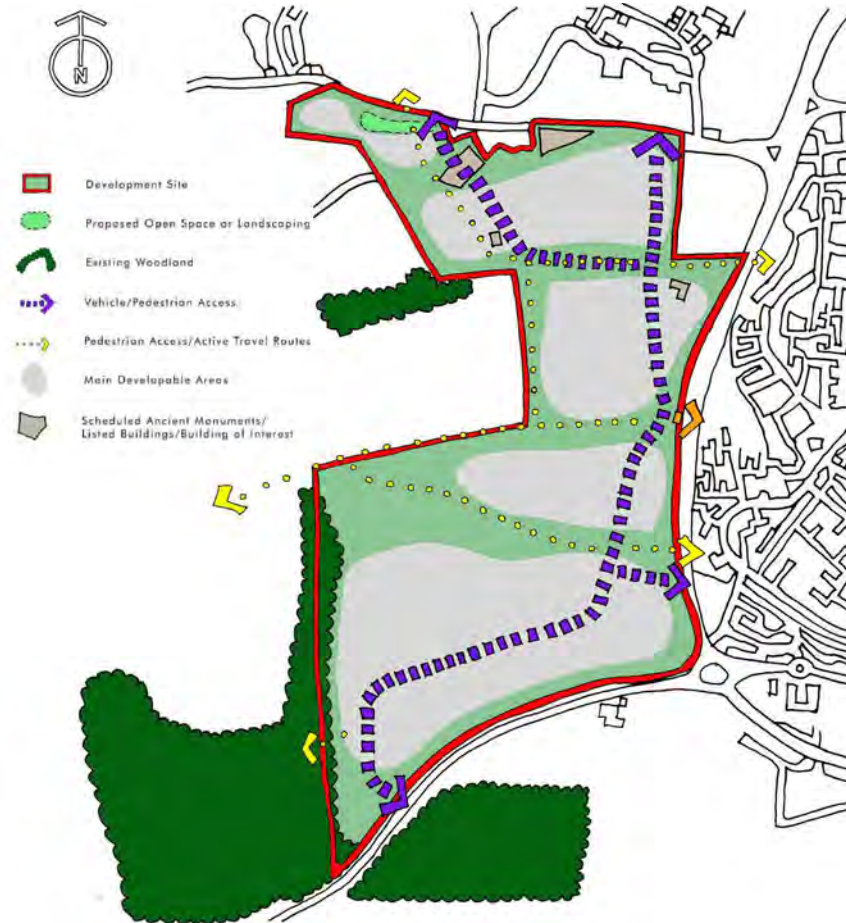 N
Development Site
Proposed Open Space or Landscaping
Existing Woodland
Vehicle/Pedestrian Access
Pedestrian Access/Active Travel Routes
Main Developable Areas
Scheduled Ancient Monuments/
Listed Buildings/Building of Interest